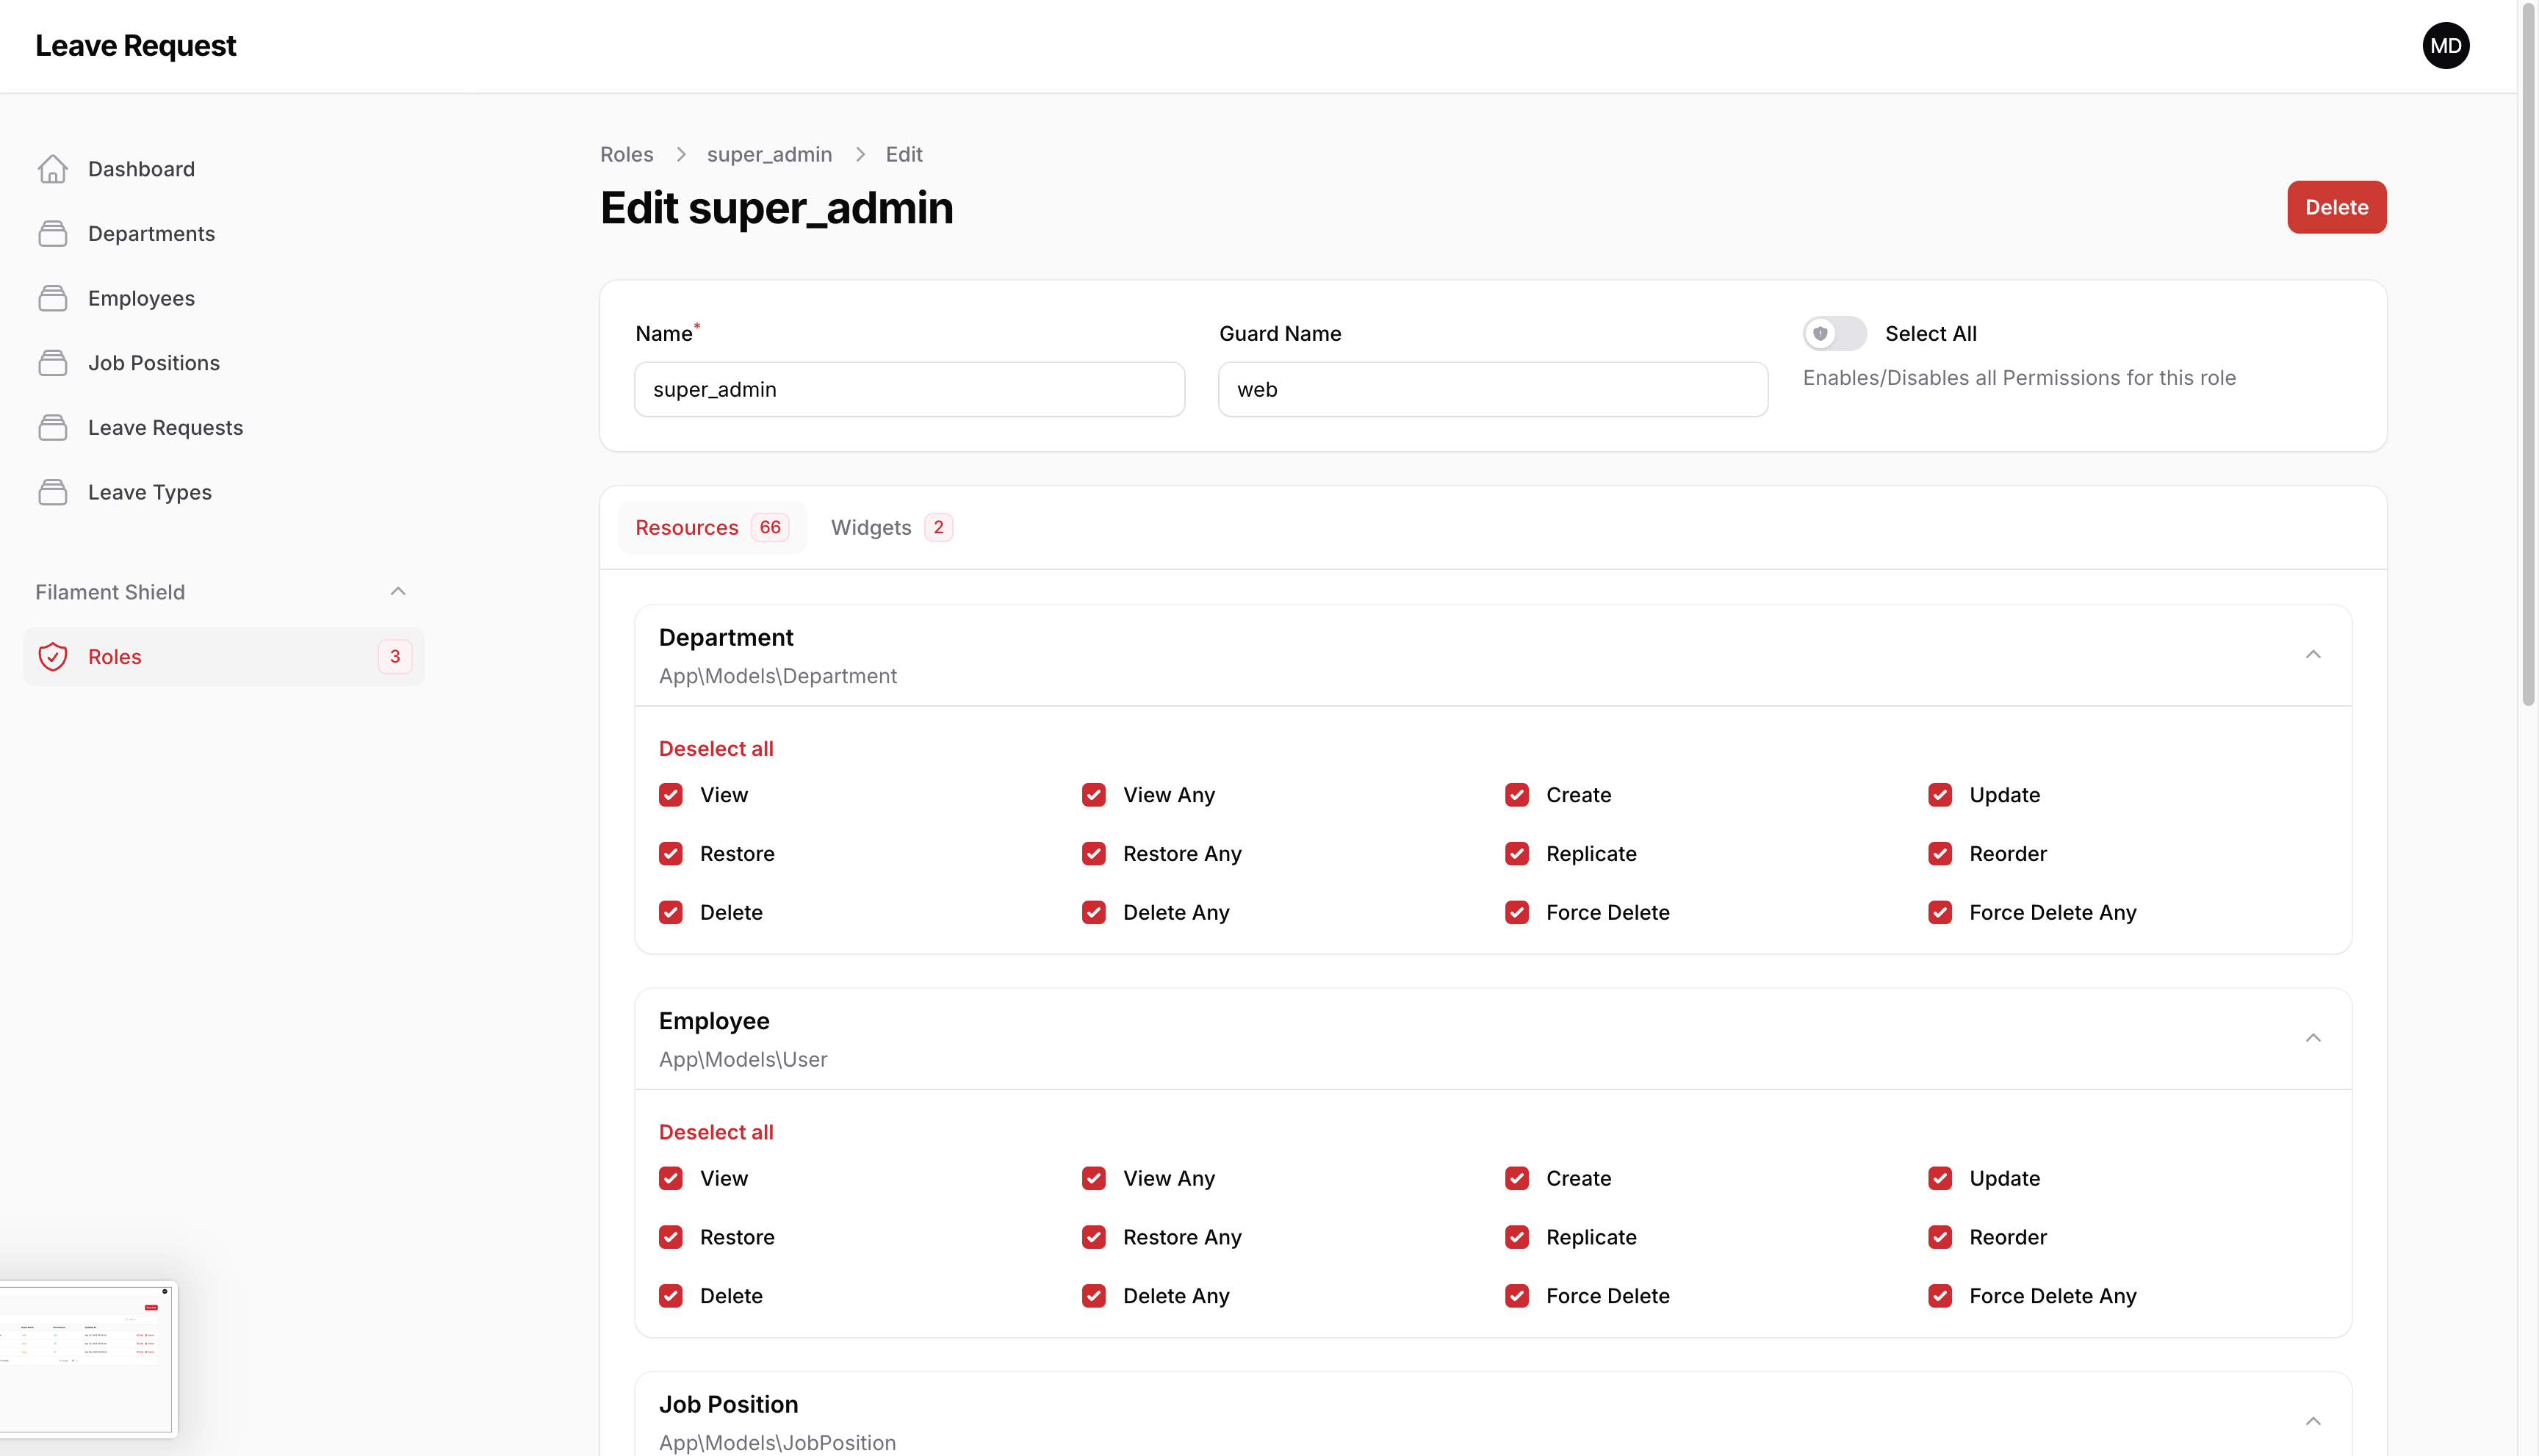 Leave Request
MD
Dashboard
Departments
Employees
Job Positions
Leave Requests
Leave Types
Filament Shield
Roles 3
Roles > super_admin > Edit
Edit super_admin
Delete
Name*
super_admin
Guard Name
web
Select All
Enables/Disables all Permissions for this role
Resources 66 Widgets 2
Department
App\Models\Department
Deselect all
View View Any Create Update
Restore Restore Any Replicate Reorder
Delete Delete Any Force Delete Force Delete Any
Employee
App\Models\User
Deselect all
View View Any Create Update
Restore Restore Any Replicate Reorder
Delete Delete Any Force Delete Force Delete Any
Job Position
App\Models\JobPosition